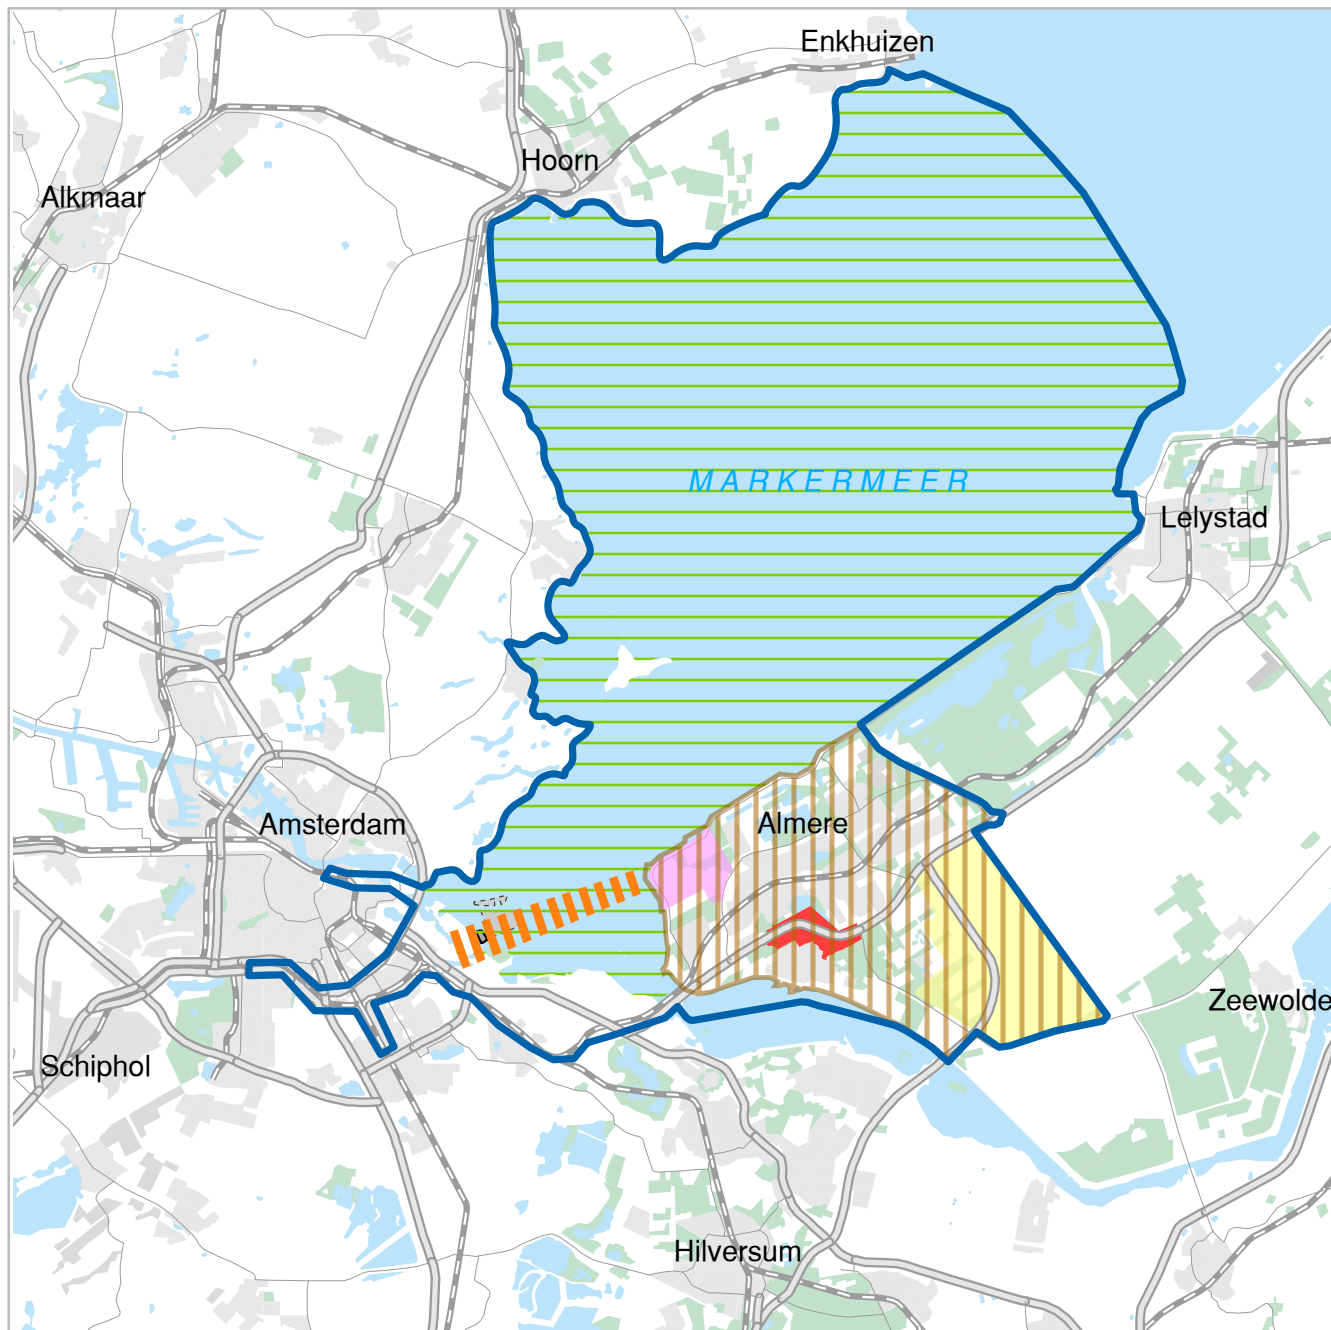 Enkhuizen
Hoorn
Alkmaar
MARKERMEER
Lelystad
Amsterdam
Almere
Zeewolde
Schiphol
Hilversum